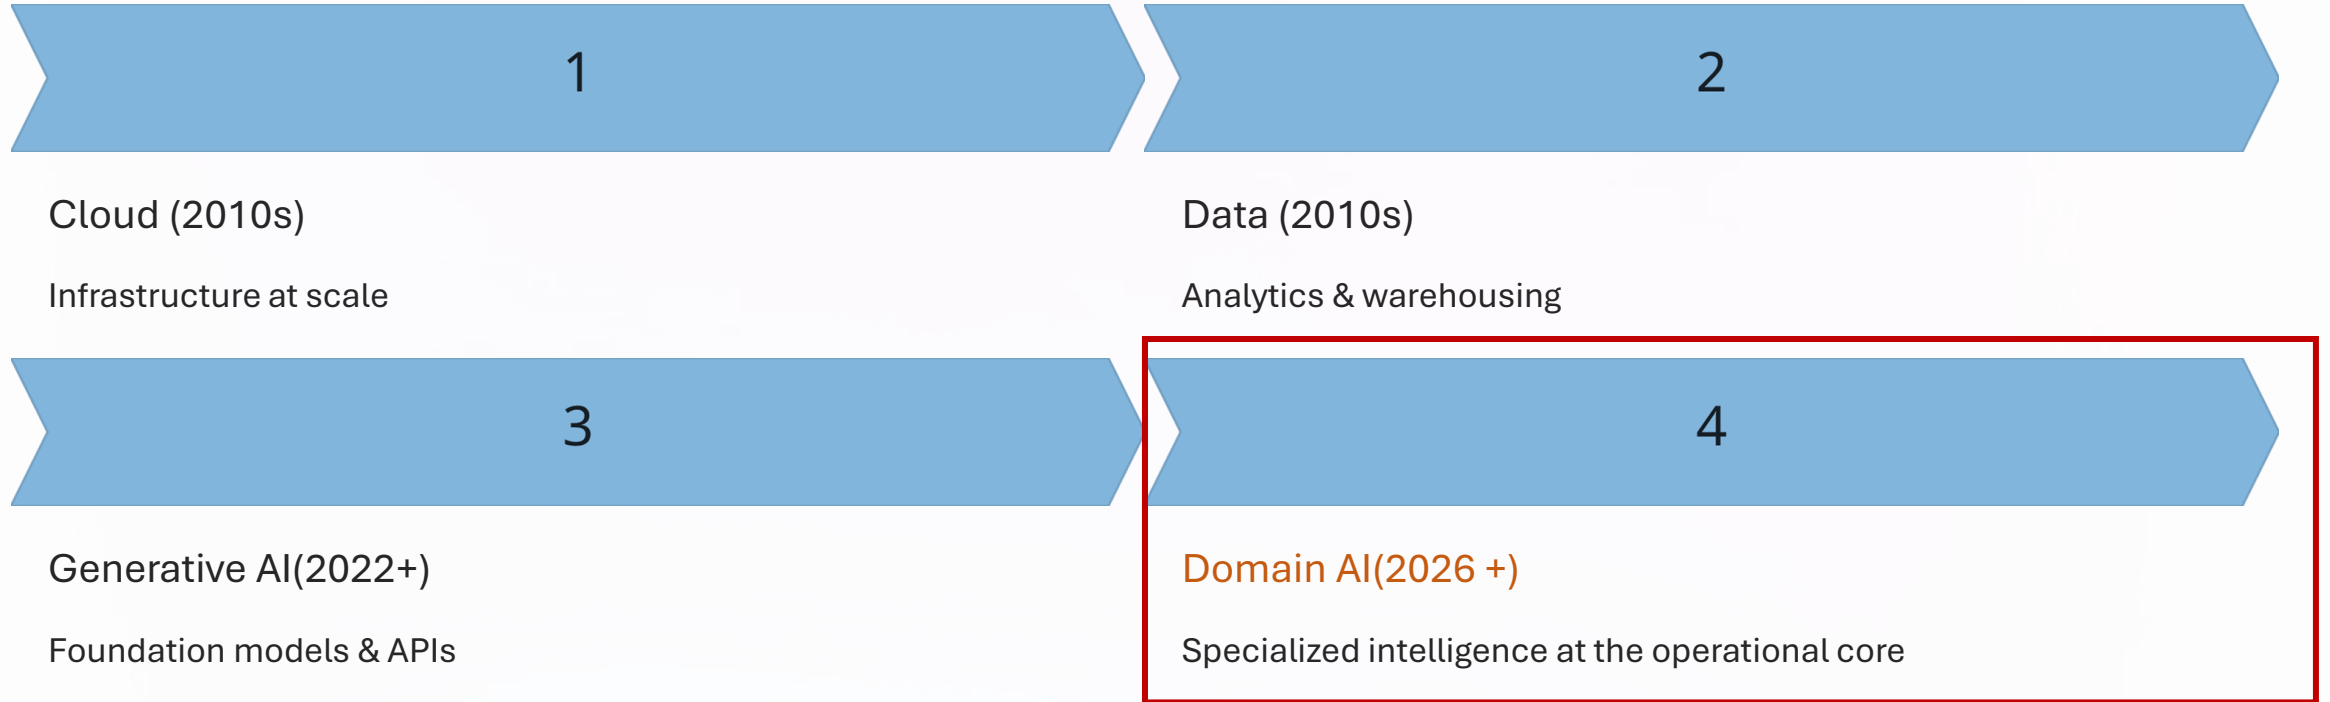 1
2
Cloud (2010s)
Infrastructure at scale
Data (2010s)
Analytics & warehousing
3
4
Generative AI(2022+)
Foundation models & APIs
Domain AI(2026 +)
Specialized intelligence at the operational core